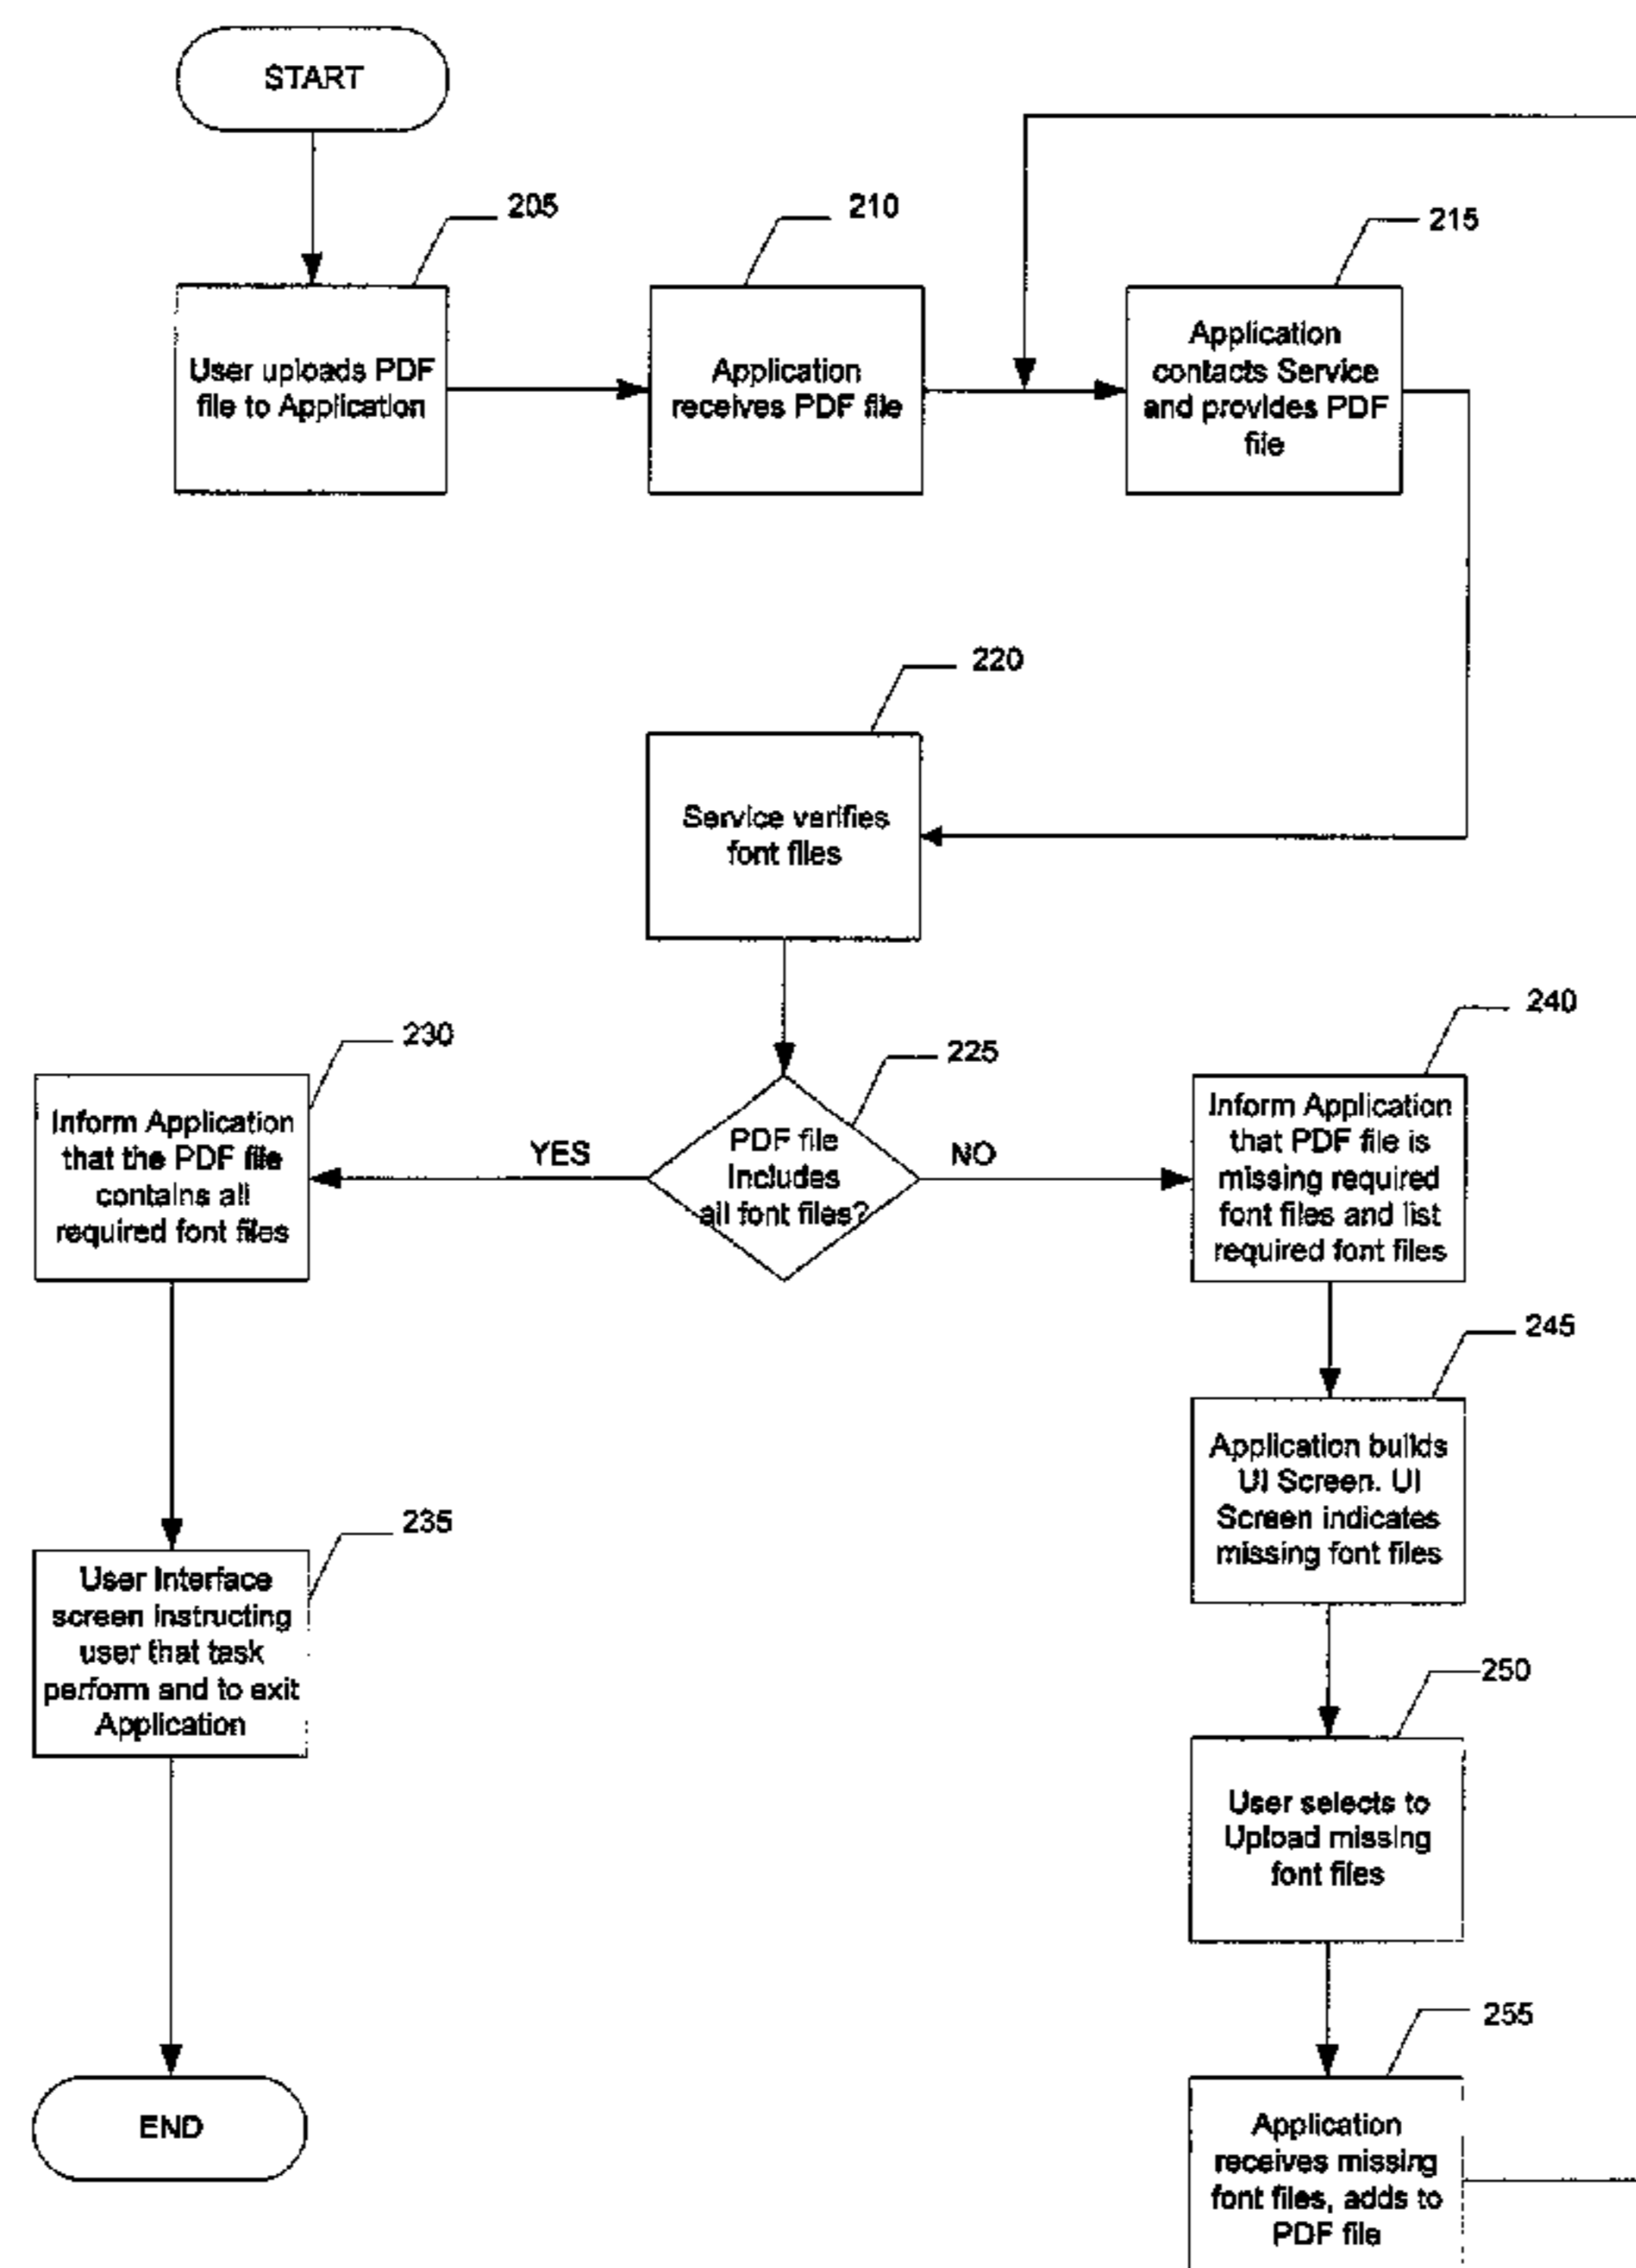 START
205
210
215
User uploads PDF
file to Application
Application
receives PDF file
Application
contacts Service
and provides PDF
file
220
Service verifies
font files
225
PDF file
Includes
all font files?
YES
NO
230
Inform Application
that the PDF file
contains all
required font files
235
User Interface
screen instructing
user that task
perform and to exit
Application
END
240
Inform Application
that PDF file is
missing required
font files and list
required font files
245
Application builds
UI Screen. UI
Screen indicates
missing font files
250
User selects to
Upload missing
font files
255
Application
receives missing
font files, adds to
PDF file